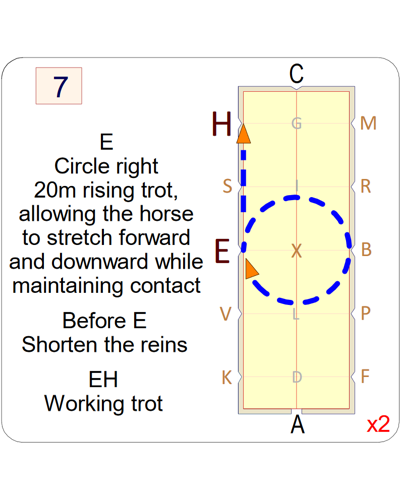 7
E
Circle right
20m rising trot,
allowing the horse
to stretch forward
and downward while
maintaining contact
Before E
Shorten the reins
EH
Working trot
C
H G M
S I R
E X B
V L P
K D F
A
x2